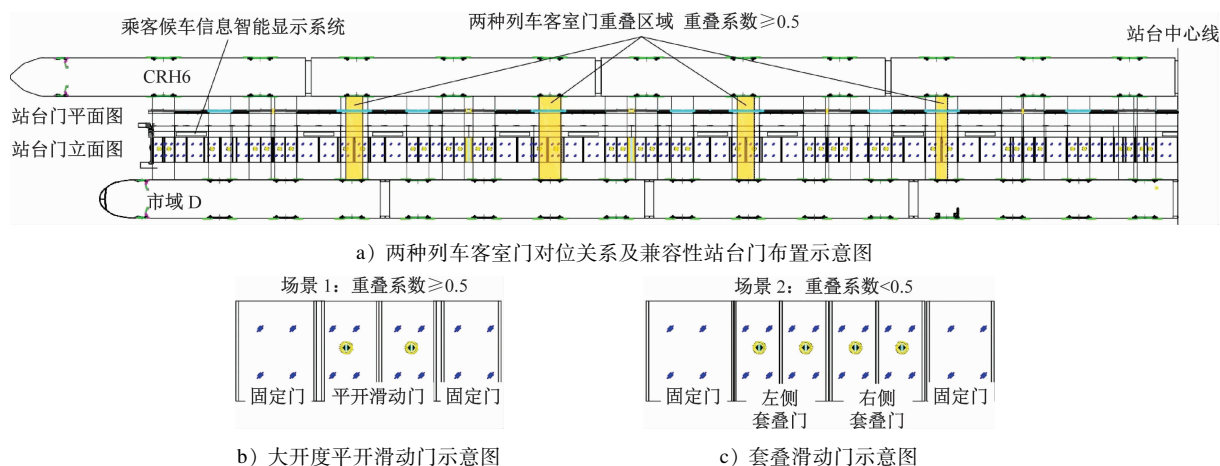 乘客候车信息智能显示系统
两种列车客室门重叠区域 重叠系数≥0.5
站台中心线
CRH6
站台门平面图
站台门立面图
市域 D
a）两种列车客室门对位关系及兼容性站台门布置示意图
场景 1：重叠系数≥0.5
固定门
平开滑动门
固定门
b）大开度平开滑动门示意图
场景 2：重叠系数<0.5
固定门
左侧
套叠门
右侧
套叠门
固定门
c）套叠滑动门示意图